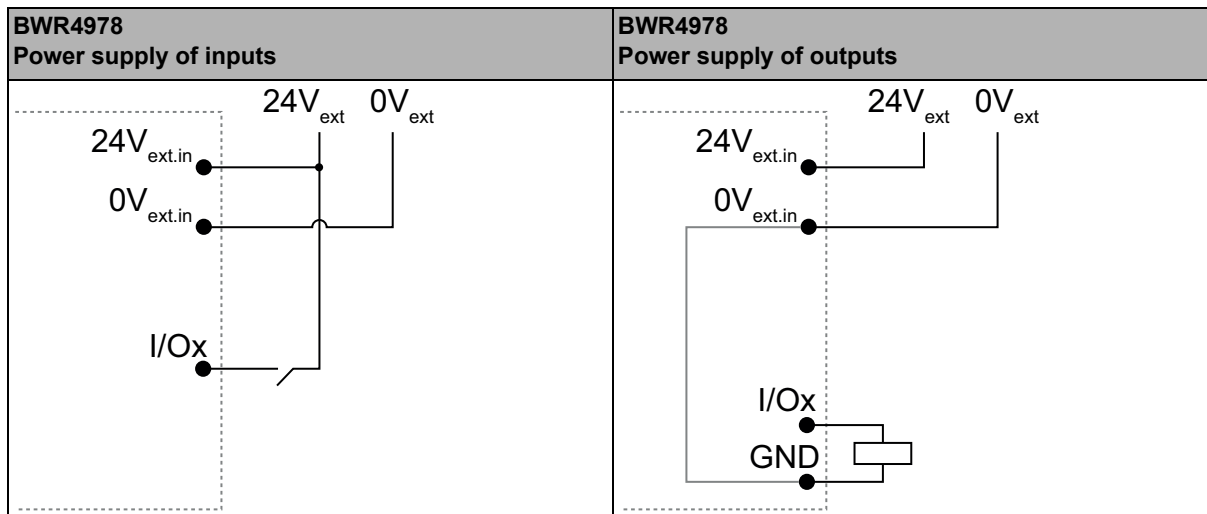 BWR4978
Power supply of inputs
24Vext 0Vext
24Vext.in
0Vext.in
I/Ox
BWR4978
Power supply of outputs
24Vext 0Vext
24Vext.in
0Vext.in
I/Ox
GND